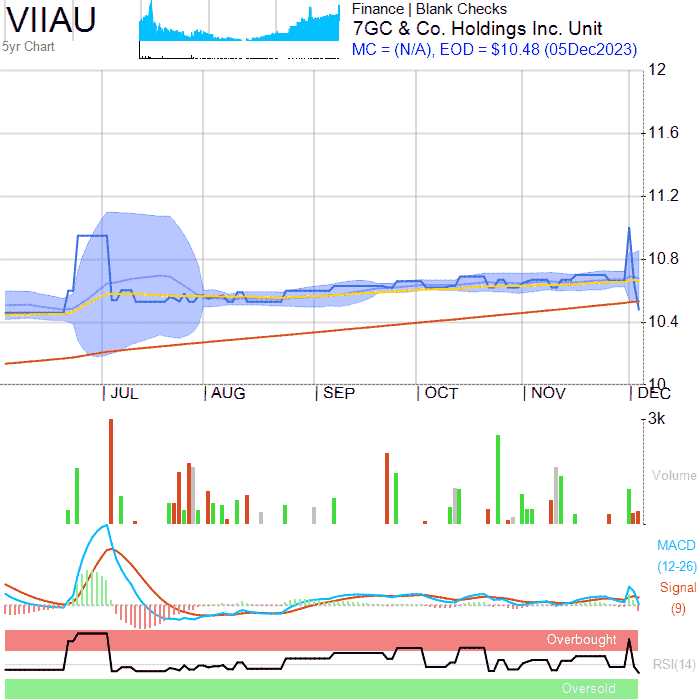 VIIAU
5yr Chart
Finance | Blank Checks
7GC & Co. Holdings Inc. Unit
MC = (N/A), EOD = $10.48 (05Dec2023)
12
11.6
11.2
10.8
10.4
10
JUL
AUG
SEP
OCT
NOV
DEC
3k
Volume
MACD
(12-26)
Signal
(9)
Overbought
RSI(14)
Oversold